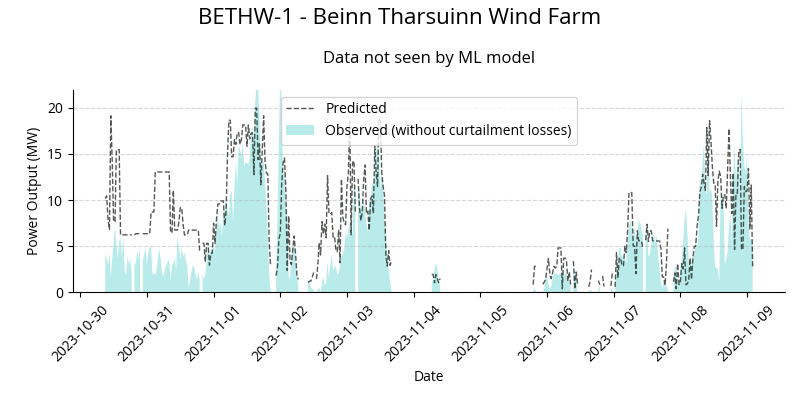 BETHW-1 - Beinn Tharsuinn Wind Farm
Data not seen by ML model
Predicted
Observed (without curtailment losses)
Power Output (MW)
20
15
10
5
0
2023-10-30
2023-10-31
2023-11-01
2023-11-02
2023-11-03
2023-11-04
2023-11-05
2023-11-06
2023-11-07
2023-11-08
2023-11-09
Date